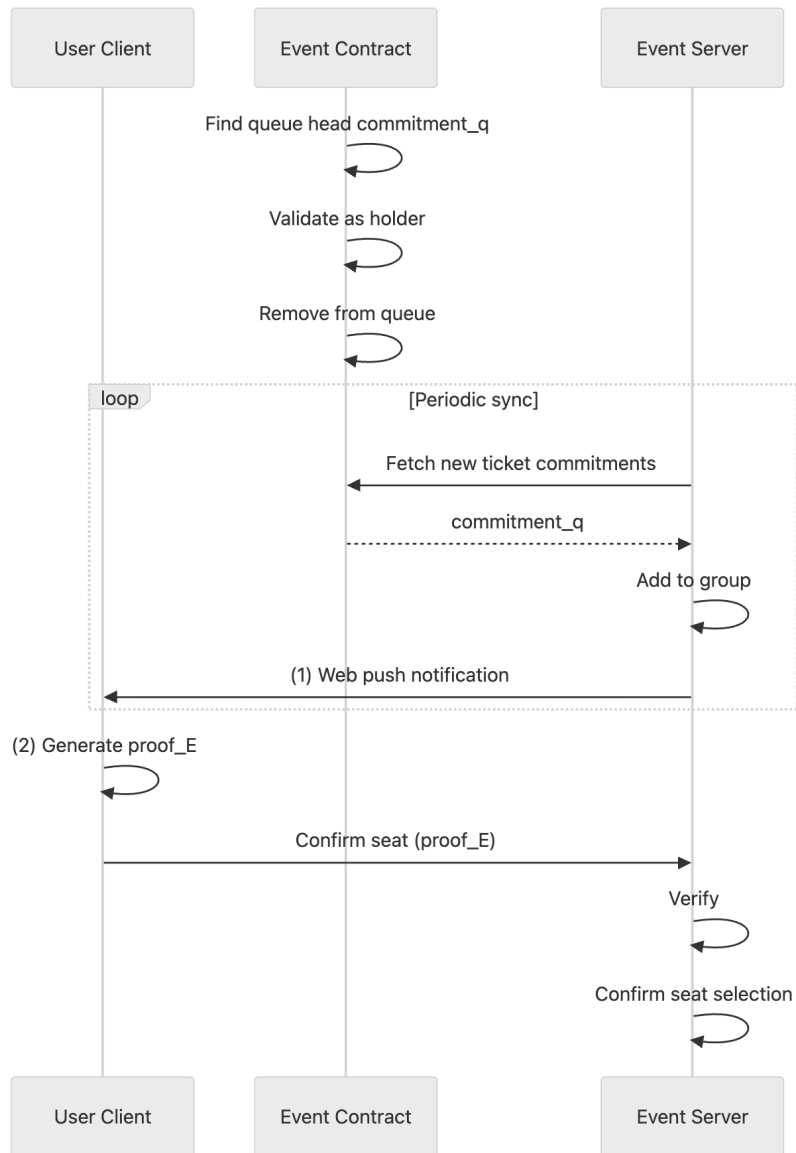 User Client
Event Contract
Event Server
Find queue head commitment_q
Validate as holder
Remove from queue
loop
[Periodic sync]
Fetch new ticket commitments
commitment_q
Add to group
(1) Web push notification
(2) Generate proof_E
Confirm seat (proof_E)
Verify
Confirm seat selection
User Client
Event Contract
Event Server